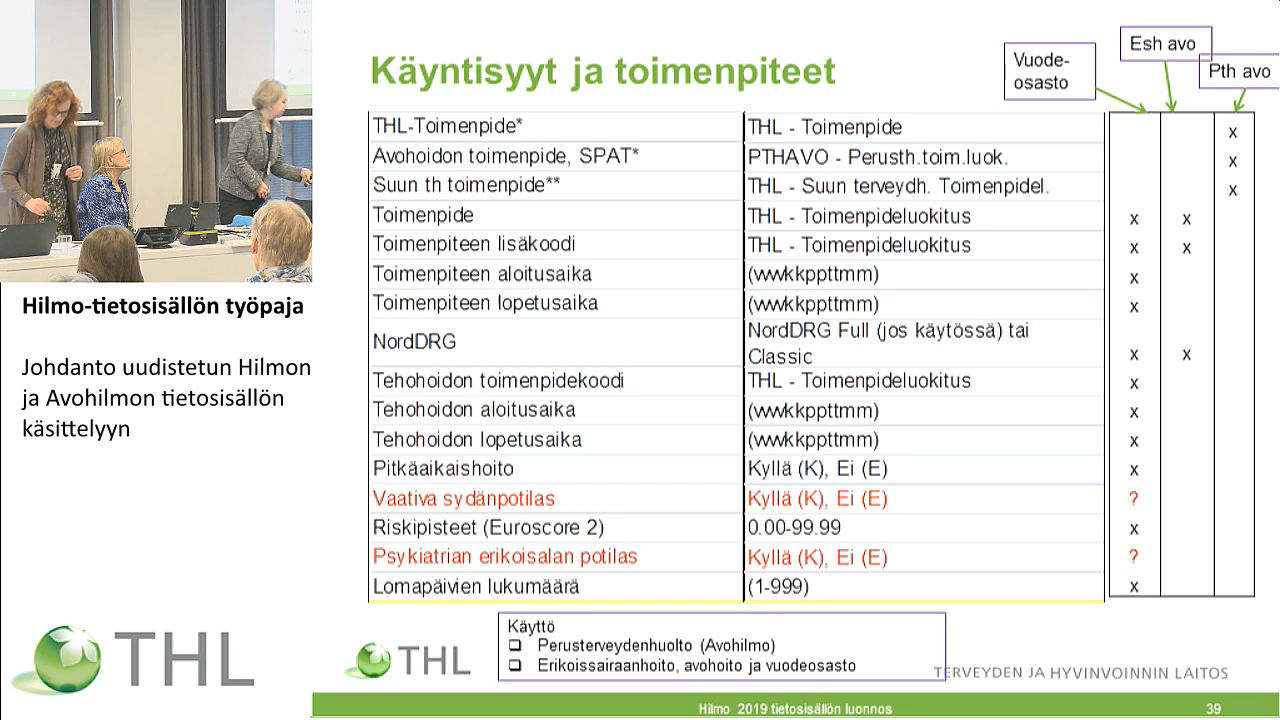 Hilmo-tietosisällön työpaja
Johdanto uudistetun Hilmon
ja Avohilmon tietosisällön
käsittelyyn
THL
Käyntisyyt ja toimenpiteet
Vuode-
osasto
Esh avo
Pth avo
THL-Toimenpide* THL - Toimenpide x
Avohoidon toimenpide, SPAT* PTHAVO - Perusth.toim.luok. x
Suun th toimenpide** THL - Suun terveydh. Toimenpidel. x
Toimenpide THL - Toimenpideluokitus x x
Toimenpiteen lisäkoodi THL - Toimenpideluokitus x x
Toimenpiteen aloitusaika (vvvvkkppttmm) x
Toimenpiteen lopetusaika (vvvvkkppttmm) x
NordDRG NordDRG Full (jos käytössä) tai
Classic x x
Tehohoidon toimenpidekoodi THL - Toimenpideluokitus x
Tehohoidon aloitusaika (vvvvkkppttmm) x
Tehohoidon lopetusaika (vvvvkkppttmm) x
Pitkäaikaishoito Kyllä (K), Ei (E) x
Vaativa sydänpotilas Kyllä (K), Ei (E) ?
Riskipisteet (Euroscore 2) 0.00-99.99 x
Psykiatrian erikoisalan potilas Kyllä (K), Ei (E) ?
Lomapäivien lukumäärä (1-999) x
THL
Käyttö
❑ Perusterveydenhuolto (Avohilmo)
❑ Erikoissairaanhoito, avohoito ja vuodeosasto
TERVEYDEN JA HYVINVOINNIN LAITOS
Hilmo 2019 tietosisällön luonnos 39